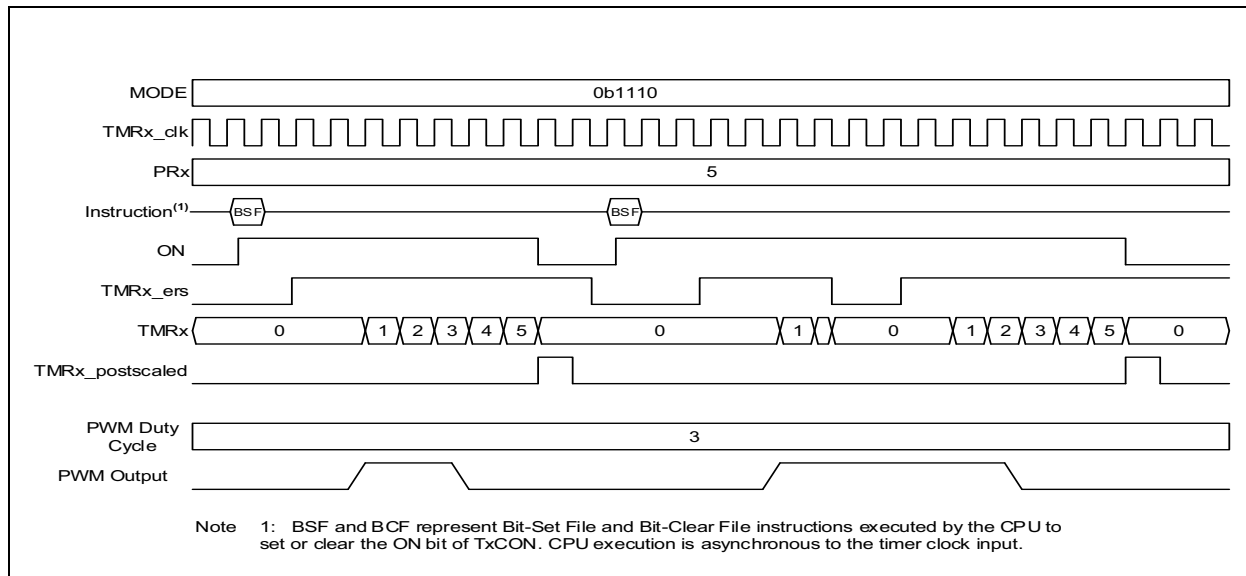 MODE 0b1110
TMRx_clk
PRx 5
Instruction(1) BSF BSF
ON
TMRx_ers
TMRx 0 1 2 3 4 5 0 1 0 1 2 3 4 5 0
TMRx_postscaled
PWM Duty
Cycle 3
PWM Output
Note 1: BSF and BCF represent Bit-Set File and Bit-Clear File instructions executed by the CPU to
set or clear the ON bit of TxCON. CPU execution is asynchronous to the timer clock input.